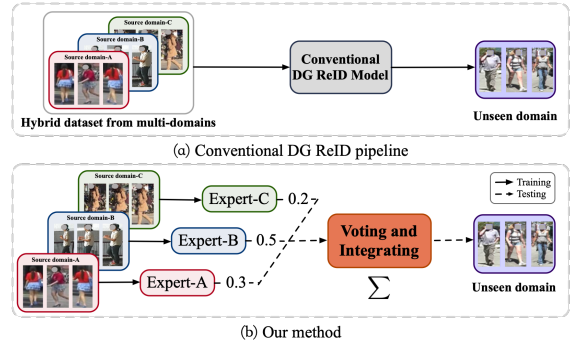 Source domain-C
Source domain-B
Source domain-A
Hybrid dataset from multi-domains
Conventional
DG ReID Model
Unseen domain
(a) Conventional DG ReID pipeline
Source domain-C
Source domain-B
Source domain-A
Expert-C
0.2
Expert-B
0.5
Expert-A
0.3
Voting and
Integrating
∑
Training
Testing
Unseen domain
(b) Our method